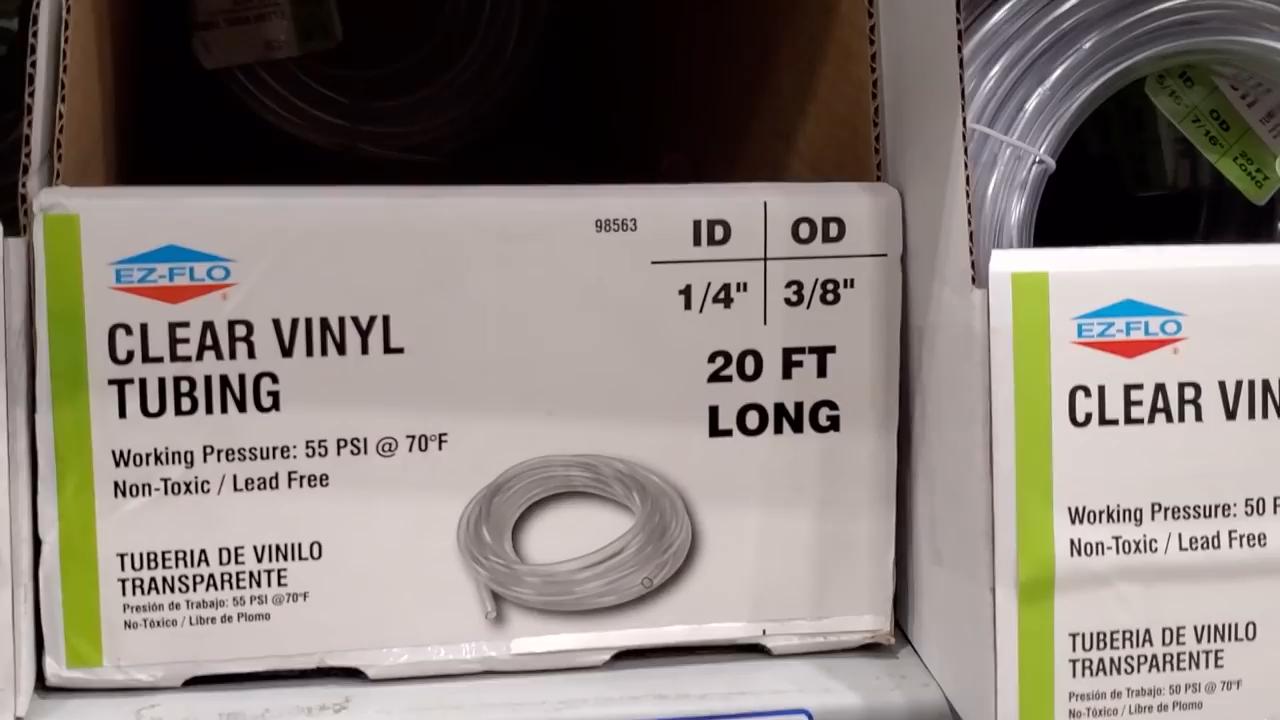 98563
ID OD
1/4" 3/8"
20 FT
LONG
EZ-FLO
CLEAR VINYL
TUBING
Working Pressure: 55 PSI @ 70°F
Non-Toxic / Lead Free
TUBERIA DE VINILO
TRANSPARENTE
Presión de Trabajo: 55 PSI @70°F
No-Tóxico / Libre de Plomo
ID OD
5/16" 7/16"
20 FT
LONG
EZ-FLO
CLEAR VIN
Working Pressure: 50
Non-Toxic / Lead Free
TUBERIA DE VINILO
TRANSPARENTE
Presión de Trabajo: 50 PSI @ 70°F
No-Tóxico / Libre de Plomo